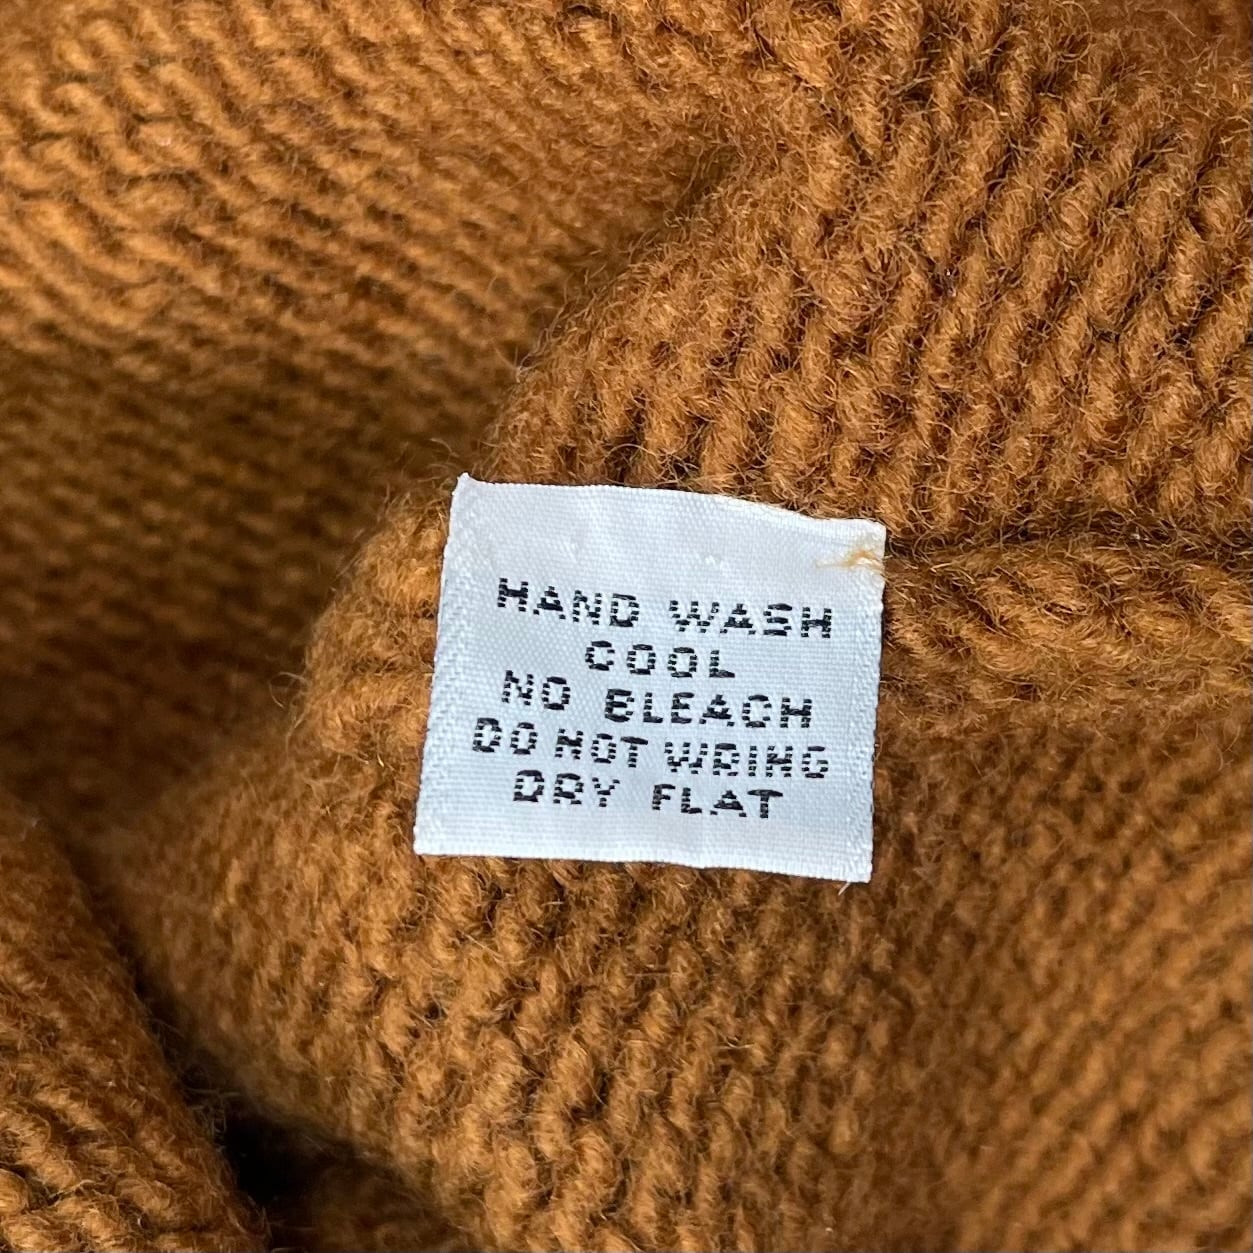 HAND WASH
COOL
NO BLEACH
DO NOT WRING
DRY FLAT